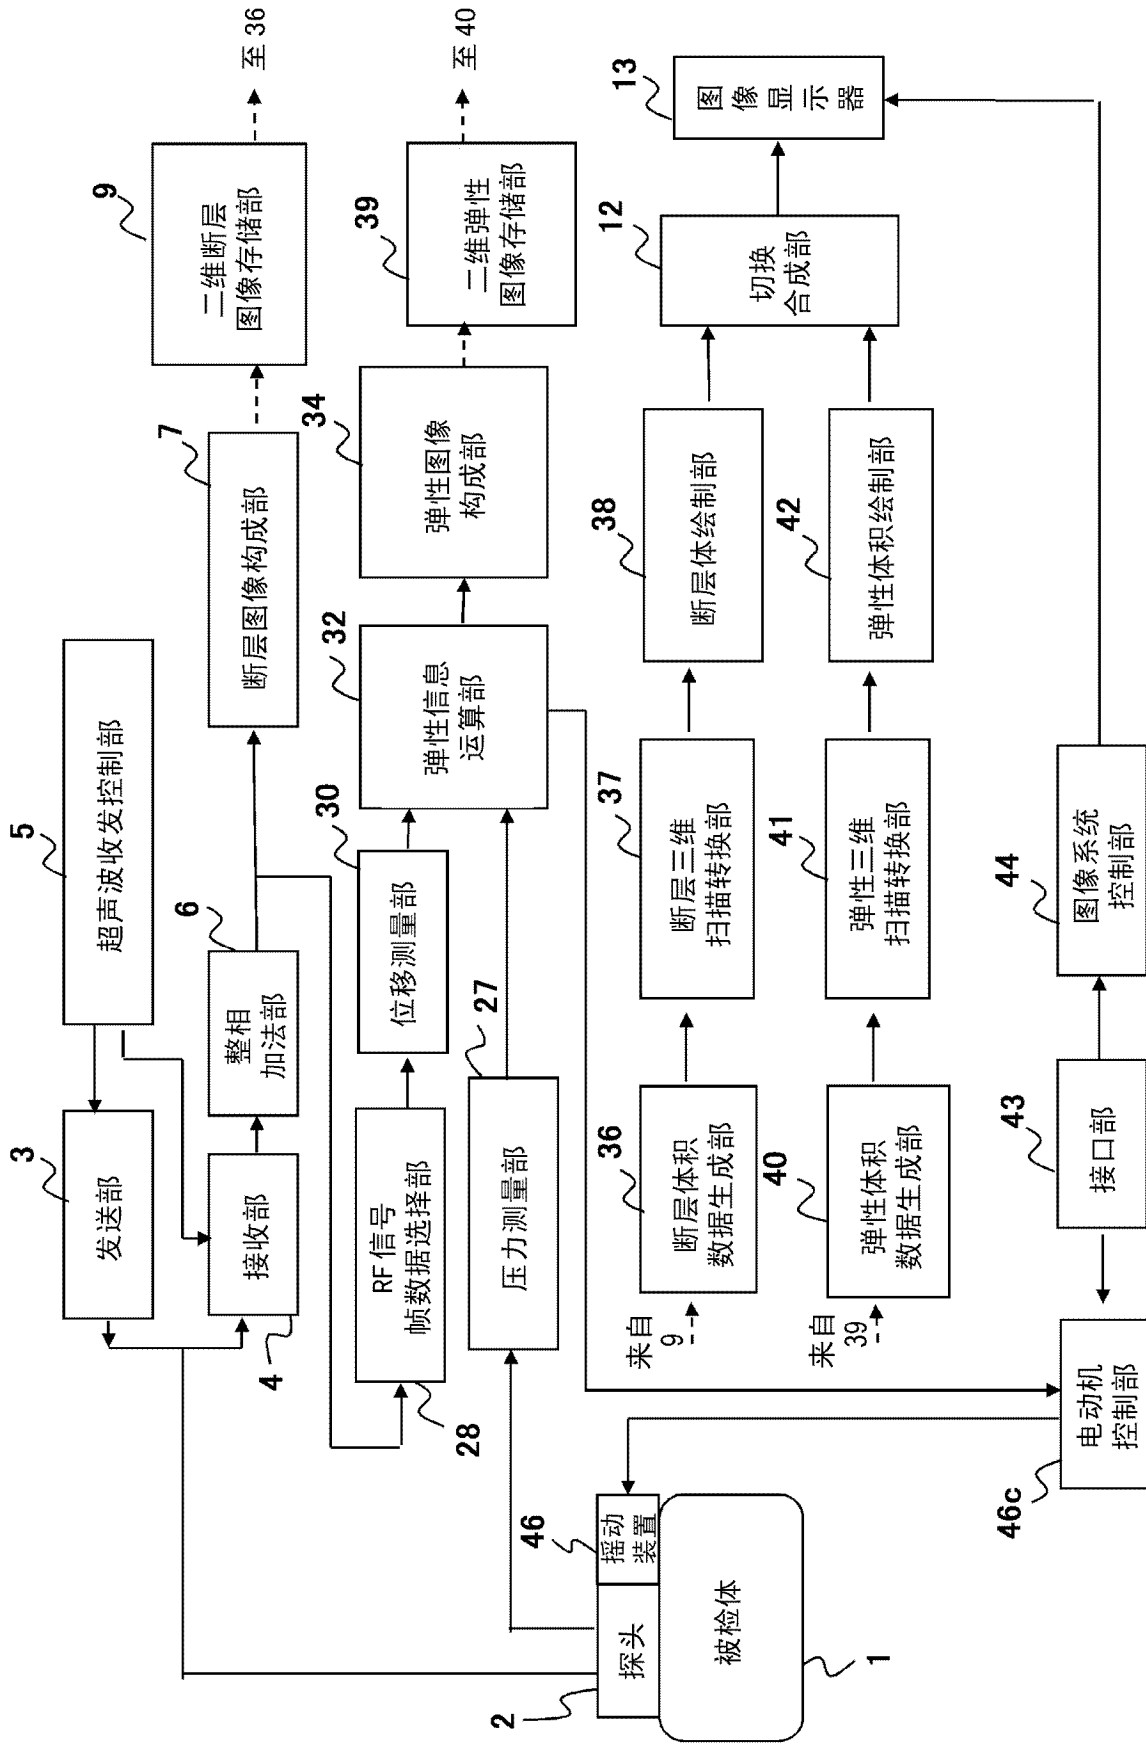 5
超声波收发控制部
3
发送部
4
接收部
6
整相
加法部
7
断层图像构成部
9
二维断层
图像存储部
至 36
28
RF 信号
帧数据选择部
30
位移测量部
27
压力测量部
32
弹性信息
运算部
34
弹性图像
构成部
39
二维弹性
图像存储部
至 40
来自
9
36
断层体积
数据生成部
37
断层三维
扫描转换部
38
断层体绘制部
来自
39
40
弹性体积
数据生成部
41
弹性三维
扫描转换部
42
弹性体积绘制部
12
切换
合成部
13
图像显示器
2
探头
46
摇动
装置
被检体
1
46c
电动机
控制部
43
接口部
44
图像系统
控制部